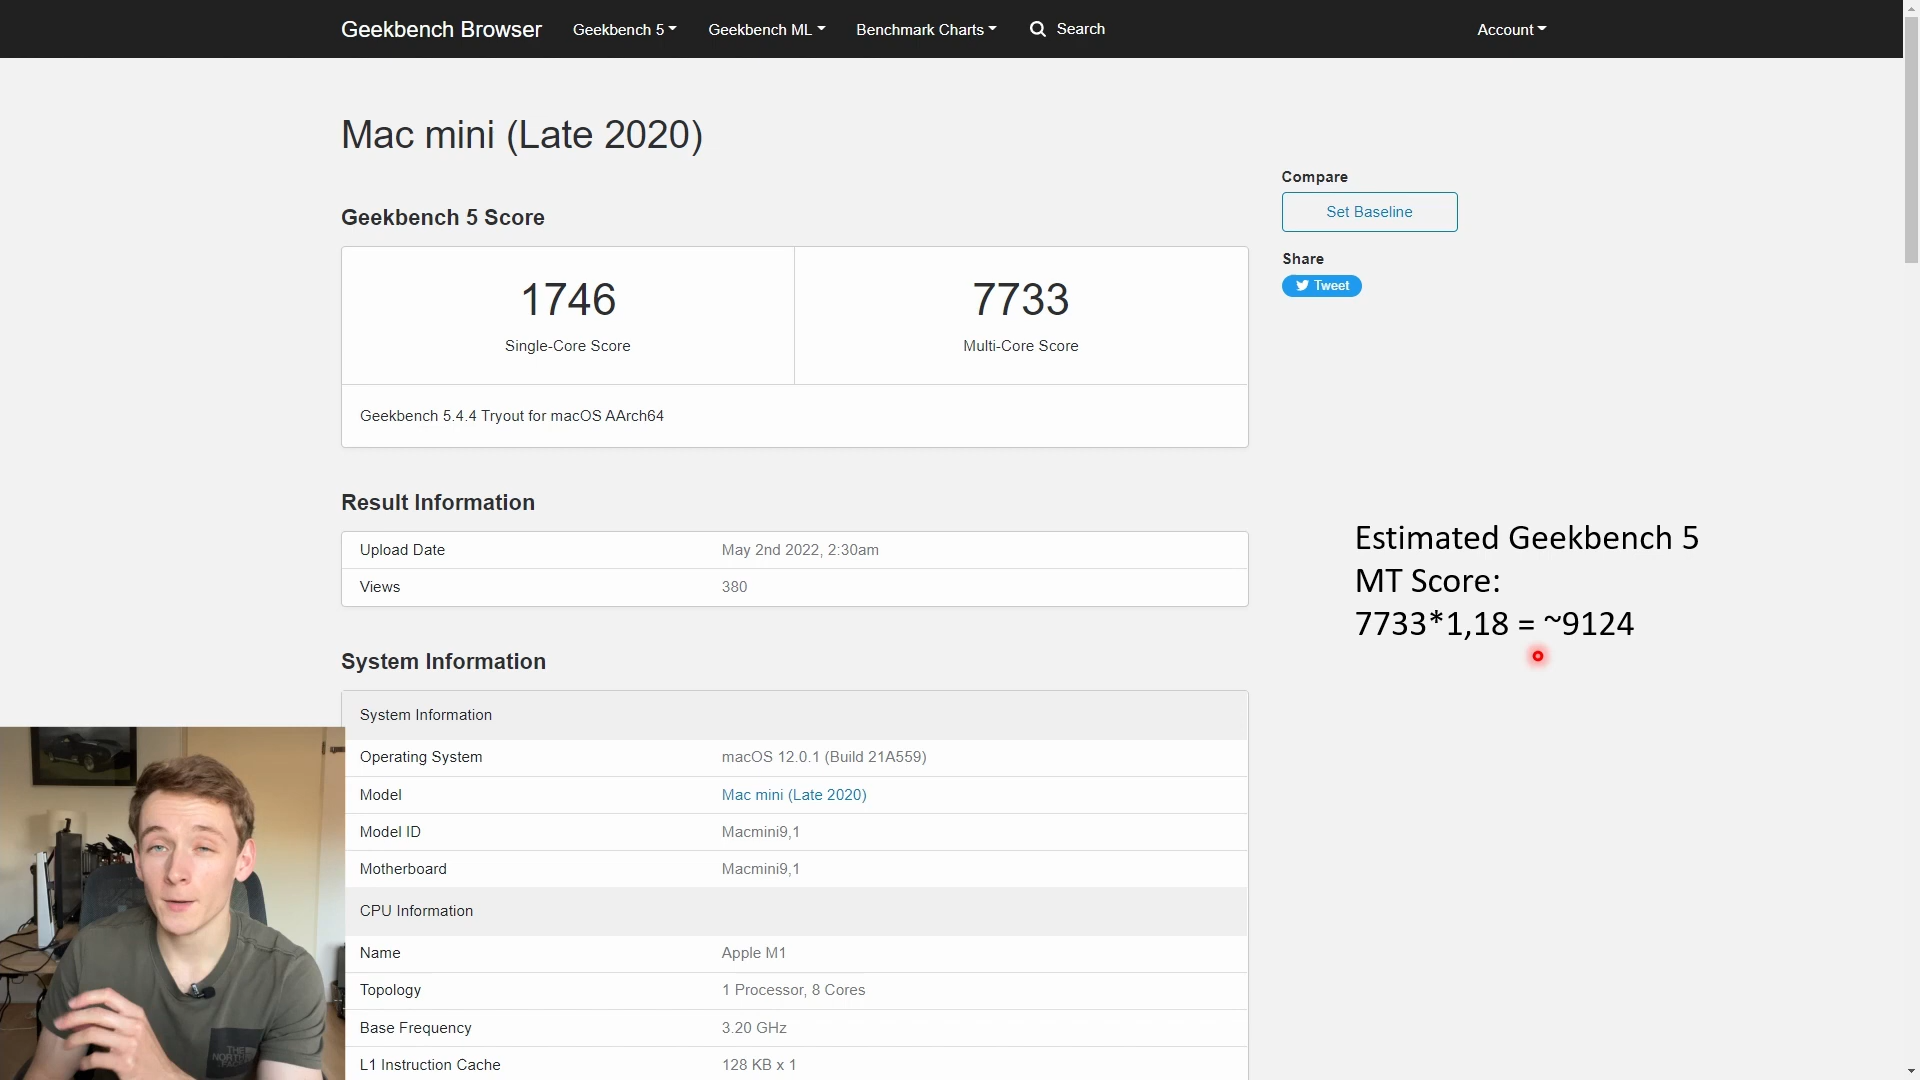 Geekbench Browser Geekbench 5 Geekbench ML Benchmark Charts Search Account
Mac mini (Late 2020)
Compare
Set Baseline
Share
Tweet
Geekbench 5 Score
1746 7733
Single-Core Score Multi-Core Score
Geekbench 5.4.4 Tryout for macOS AArch64
Result Information
Upload Date May 2nd 2022, 2:30am
Views 380
Estimated Geekbench 5
MT Score:
7733*1,18 = ~9124
System Information
System Information
Operating System macOS 12.0.1 (Build 21A559)
Model Mac mini (Late 2020)
Model ID Macmini9,1
Motherboard Macmini9,1
CPU Information
Name Apple M1
Topology 1 Processor, 8 Cores
Base Frequency 3.20 GHz
L1 Instruction Cache 128 KB x 1
THE
NORTH
FACE